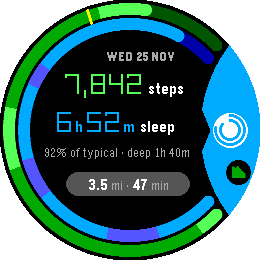 WED 25 NOV
7,842 steps
6h52m sleep
92% of typical · deep 1h 40m
3.5 mi · 47 min